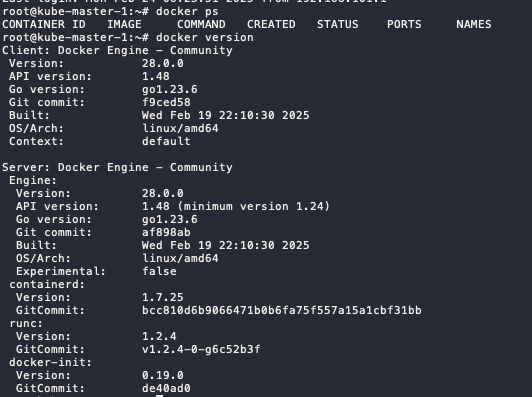 root@kube-master-1:~# docker ps
CONTAINER ID   IMAGE     COMMAND   CREATED   STATUS    PORTS     NAMES
root@kube-master-1:~# docker version
Client: Docker Engine - Community
 Version:           28.0.0
 API version:       1.48
 Go version:        go1.23.6
 Git commit:        f9ced58
 Built:             Wed Feb 19 22:10:30 2025
 OS/Arch:           linux/amd64
 Context:           default

Server: Docker Engine - Community
 Engine:
  Version:          28.0.0
  API version:      1.48 (minimum version 1.24)
  Go version:       go1.23.6
  Git commit:       af898ab
  Built:            Wed Feb 19 22:10:30 2025
  OS/Arch:          linux/amd64
  Experimental:     false
 containerd:
  Version:          1.7.25
  GitCommit:        bcc810d6b9066471b0b6fa75f557a15a1cbf31bb
 runc:
  Version:          1.2.4
  GitCommit:        v1.2.4-0-g6c52b3f
 docker-init:
  Version:          0.19.0
  GitCommit:        de40ad0